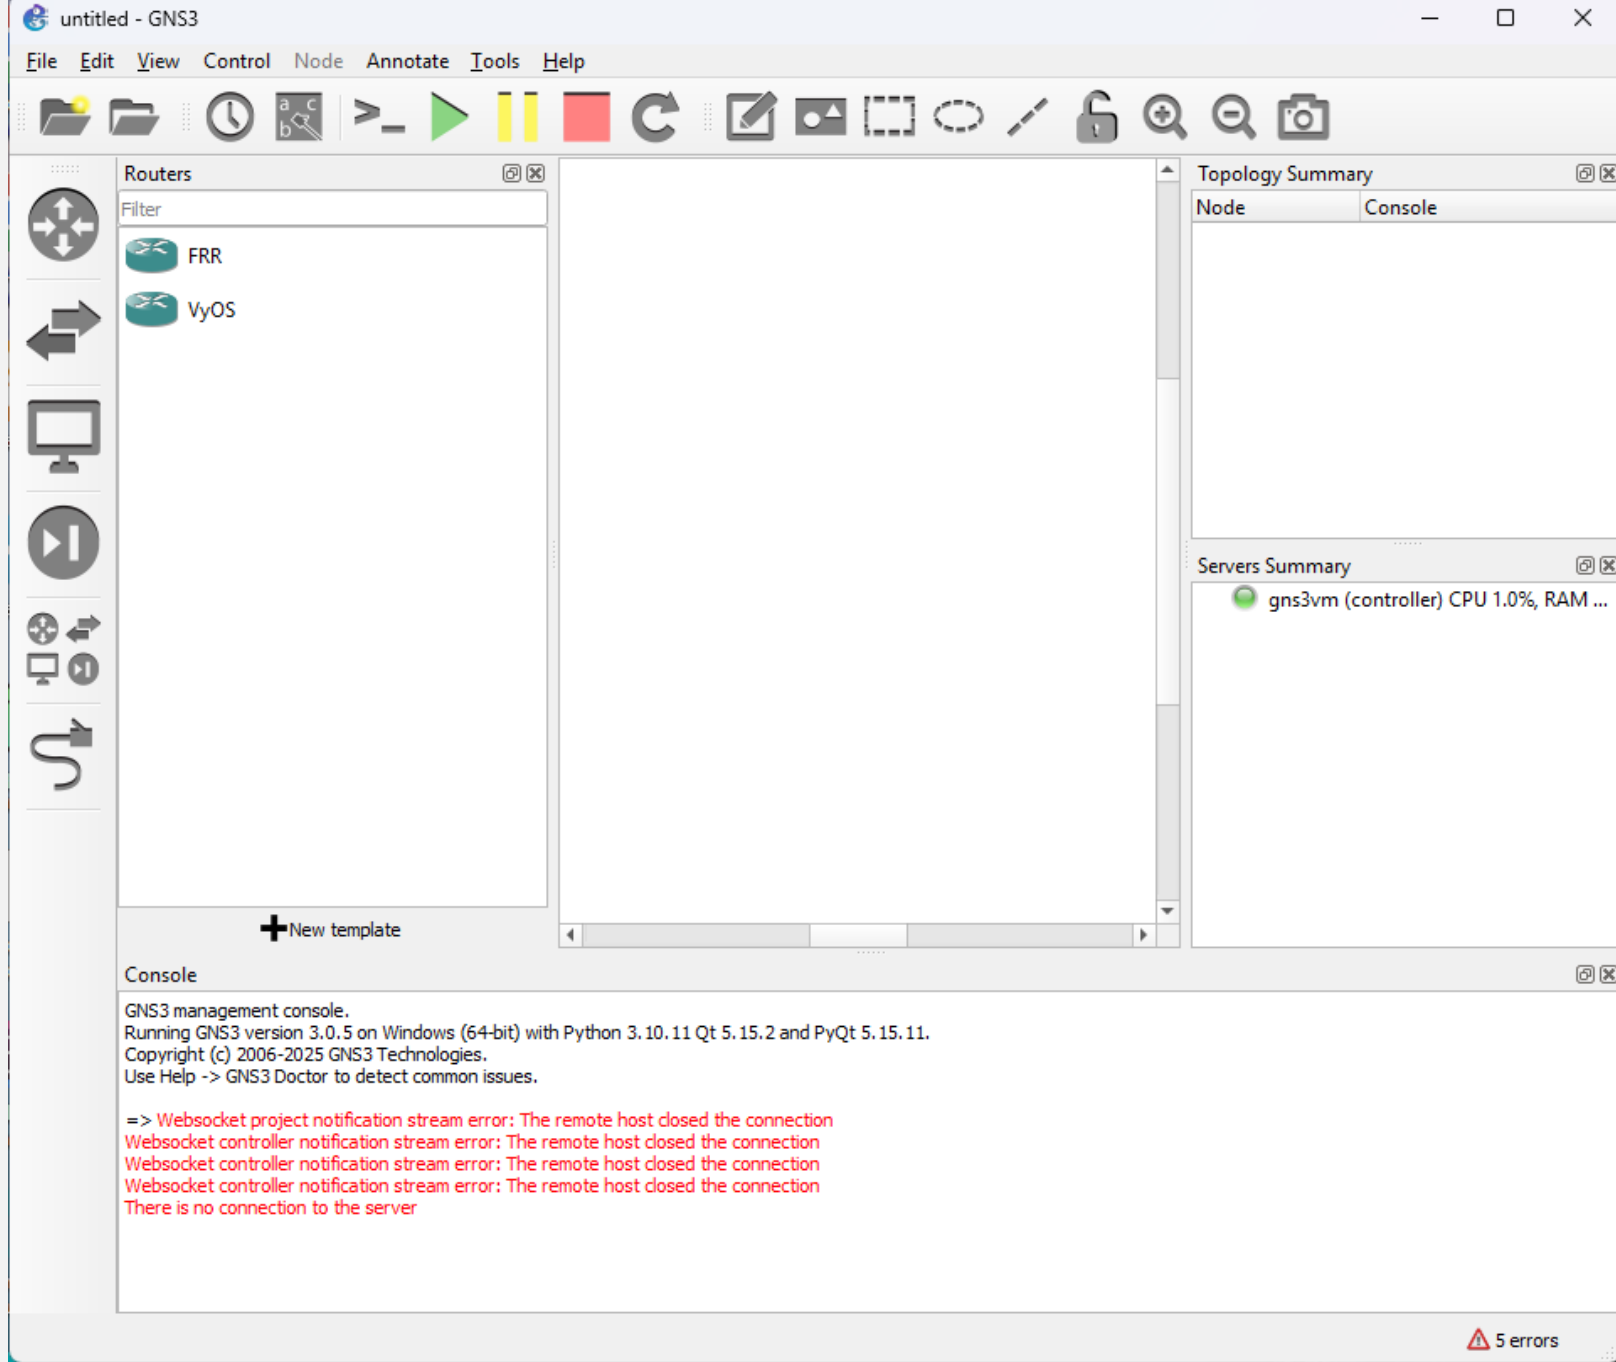 untitled - GNS3
File Edit View Control Node Annotate Tools Help
a c
b
Routers
Filter
FRR
VyOS
New template
Topology Summary
Node Console
Servers Summary
gns3vm (controller) CPU 1.0%, RAM ...
Console
GNS3 management console.
Running GNS3 version 3.0.5 on Windows (64-bit) with Python 3.10.11 Qt 5.15.2 and PyQt 5.15.11.
Copyright (c) 2006-2025 GNS3 Technologies.
Use Help -> GNS3 Doctor to detect common issues.
=> Websocket project notification stream error: The remote host closed the connection
Websocket controller notification stream error: The remote host closed the connection
Websocket controller notification stream error: The remote host closed the connection
Websocket controller notification stream error: The remote host closed the connection
There is no connection to the server
5 errors